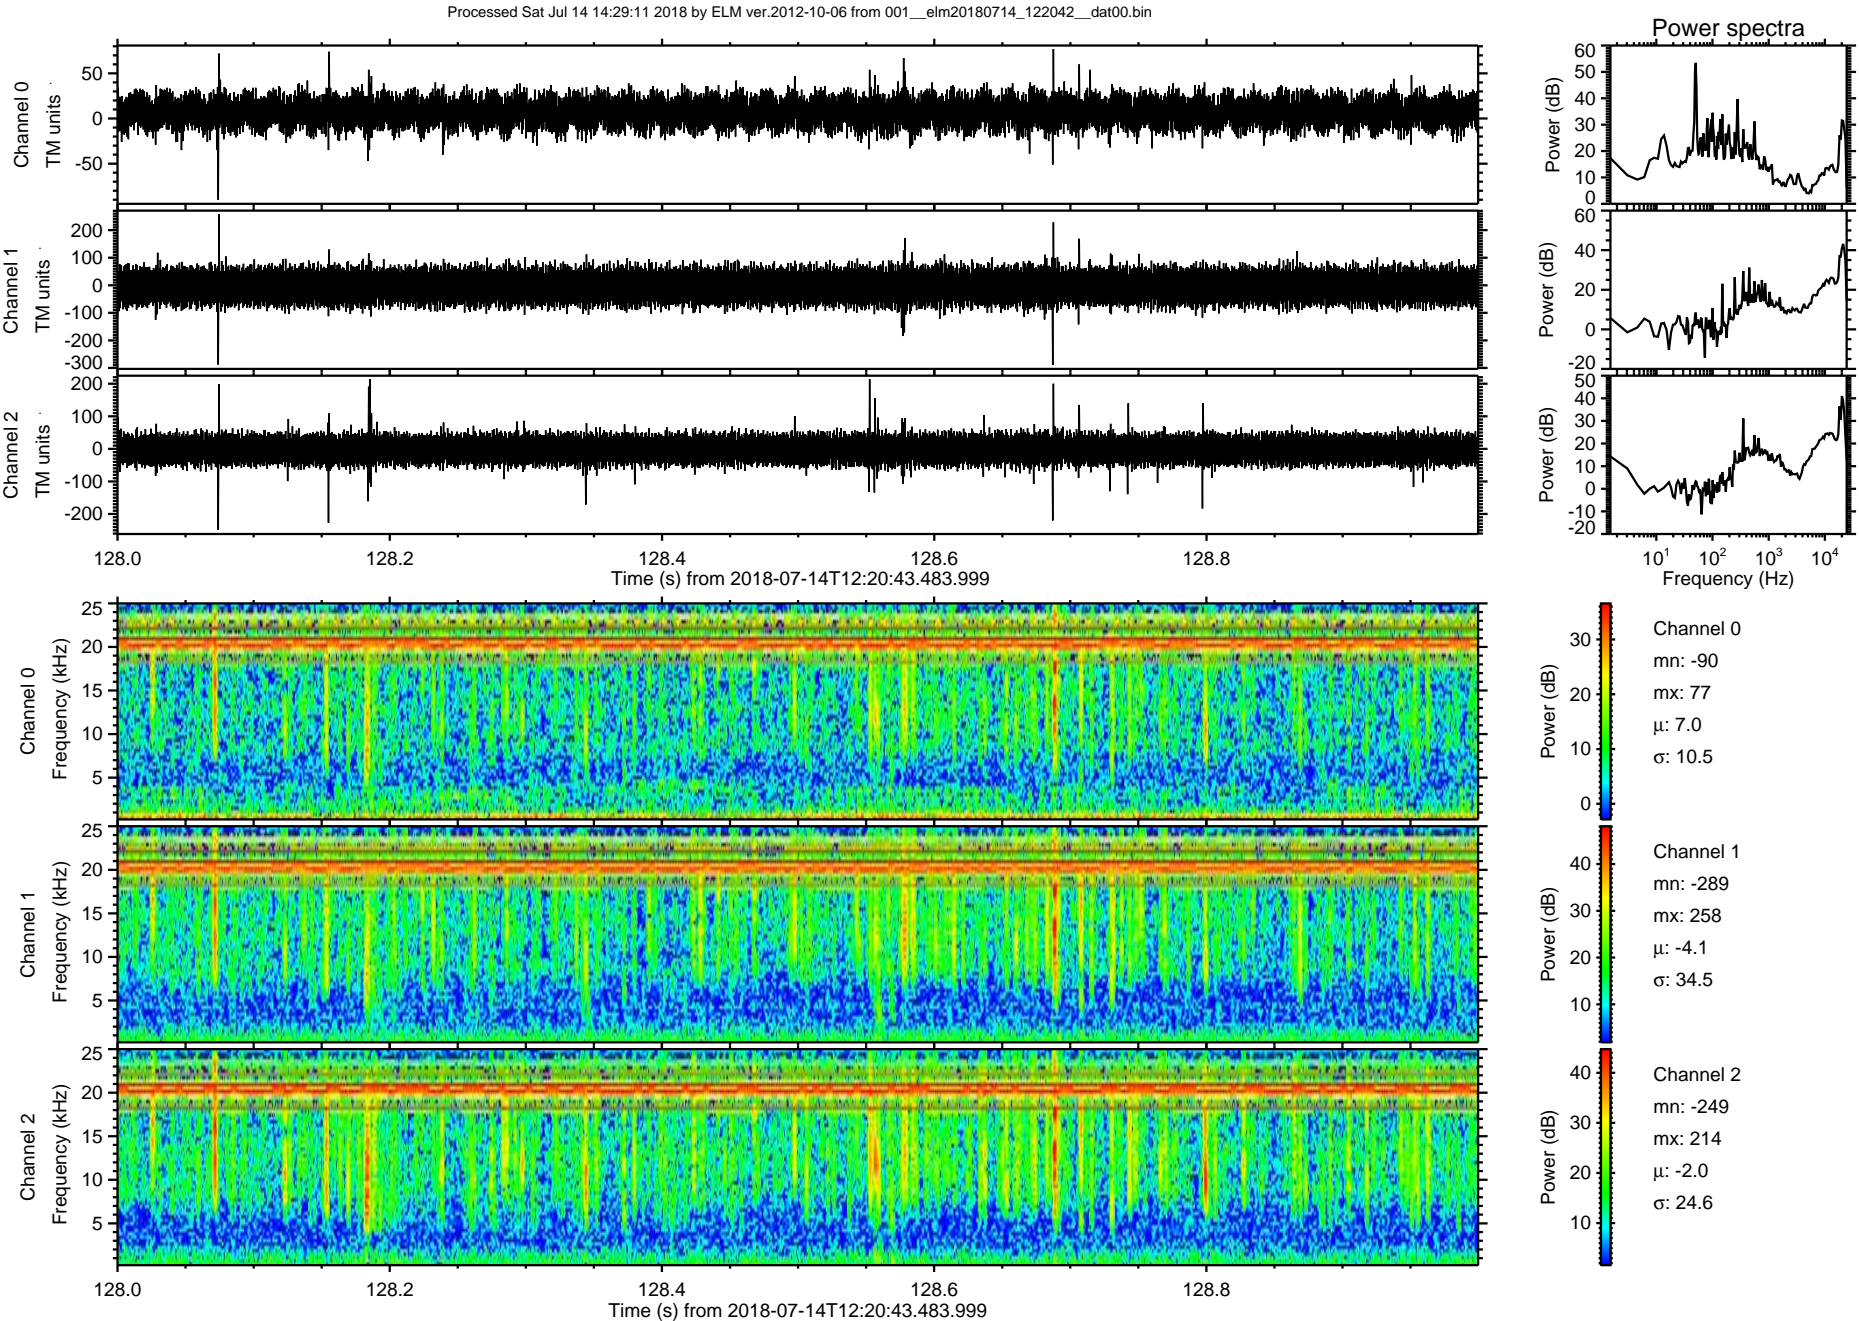 Processed Sat Jul 14 14:29:11 2018 by ELM ver.2012-10-06 from 001__elm20180714_122042__dat00.bin
Power spectra
Channel 0
TM units
50
0
-50
Power (dB)
60
50
40
30
20
10
0
Channel 1
TM units
200
100
0
-100
-200
-300
Power (dB)
60
40
20
0
-20
Channel 2
TM units
200
100
0
-100
-200
Power (dB)
50
40
30
20
10
0
-10
-20
128.0 128.2 128.4 128.6 128.8
Time (s) from 2018-07-14T12:20:43.483.999
10¹ 10² 10³ 10⁴
Frequency (Hz)
Channel 0
Frequency (kHz)
25
20
15
10
5
Power (dB)
30
20
10
0
Channel 0
mn: -90
mx: 77
μ: 7.0
σ: 10.5
Channel 1
Frequency (kHz)
25
20
15
10
5
Power (dB)
40
30
20
10
Channel 1
mn: -289
mx: 258
μ: -4.1
σ: 34.5
Channel 2
Frequency (kHz)
25
20
15
10
5
Power (dB)
40
30
20
10
Channel 2
mn: -249
mx: 214
μ: -2.0
σ: 24.6
128.0 128.2 128.4 128.6 128.8
Time (s) from 2018-07-14T12:20:43.483.999